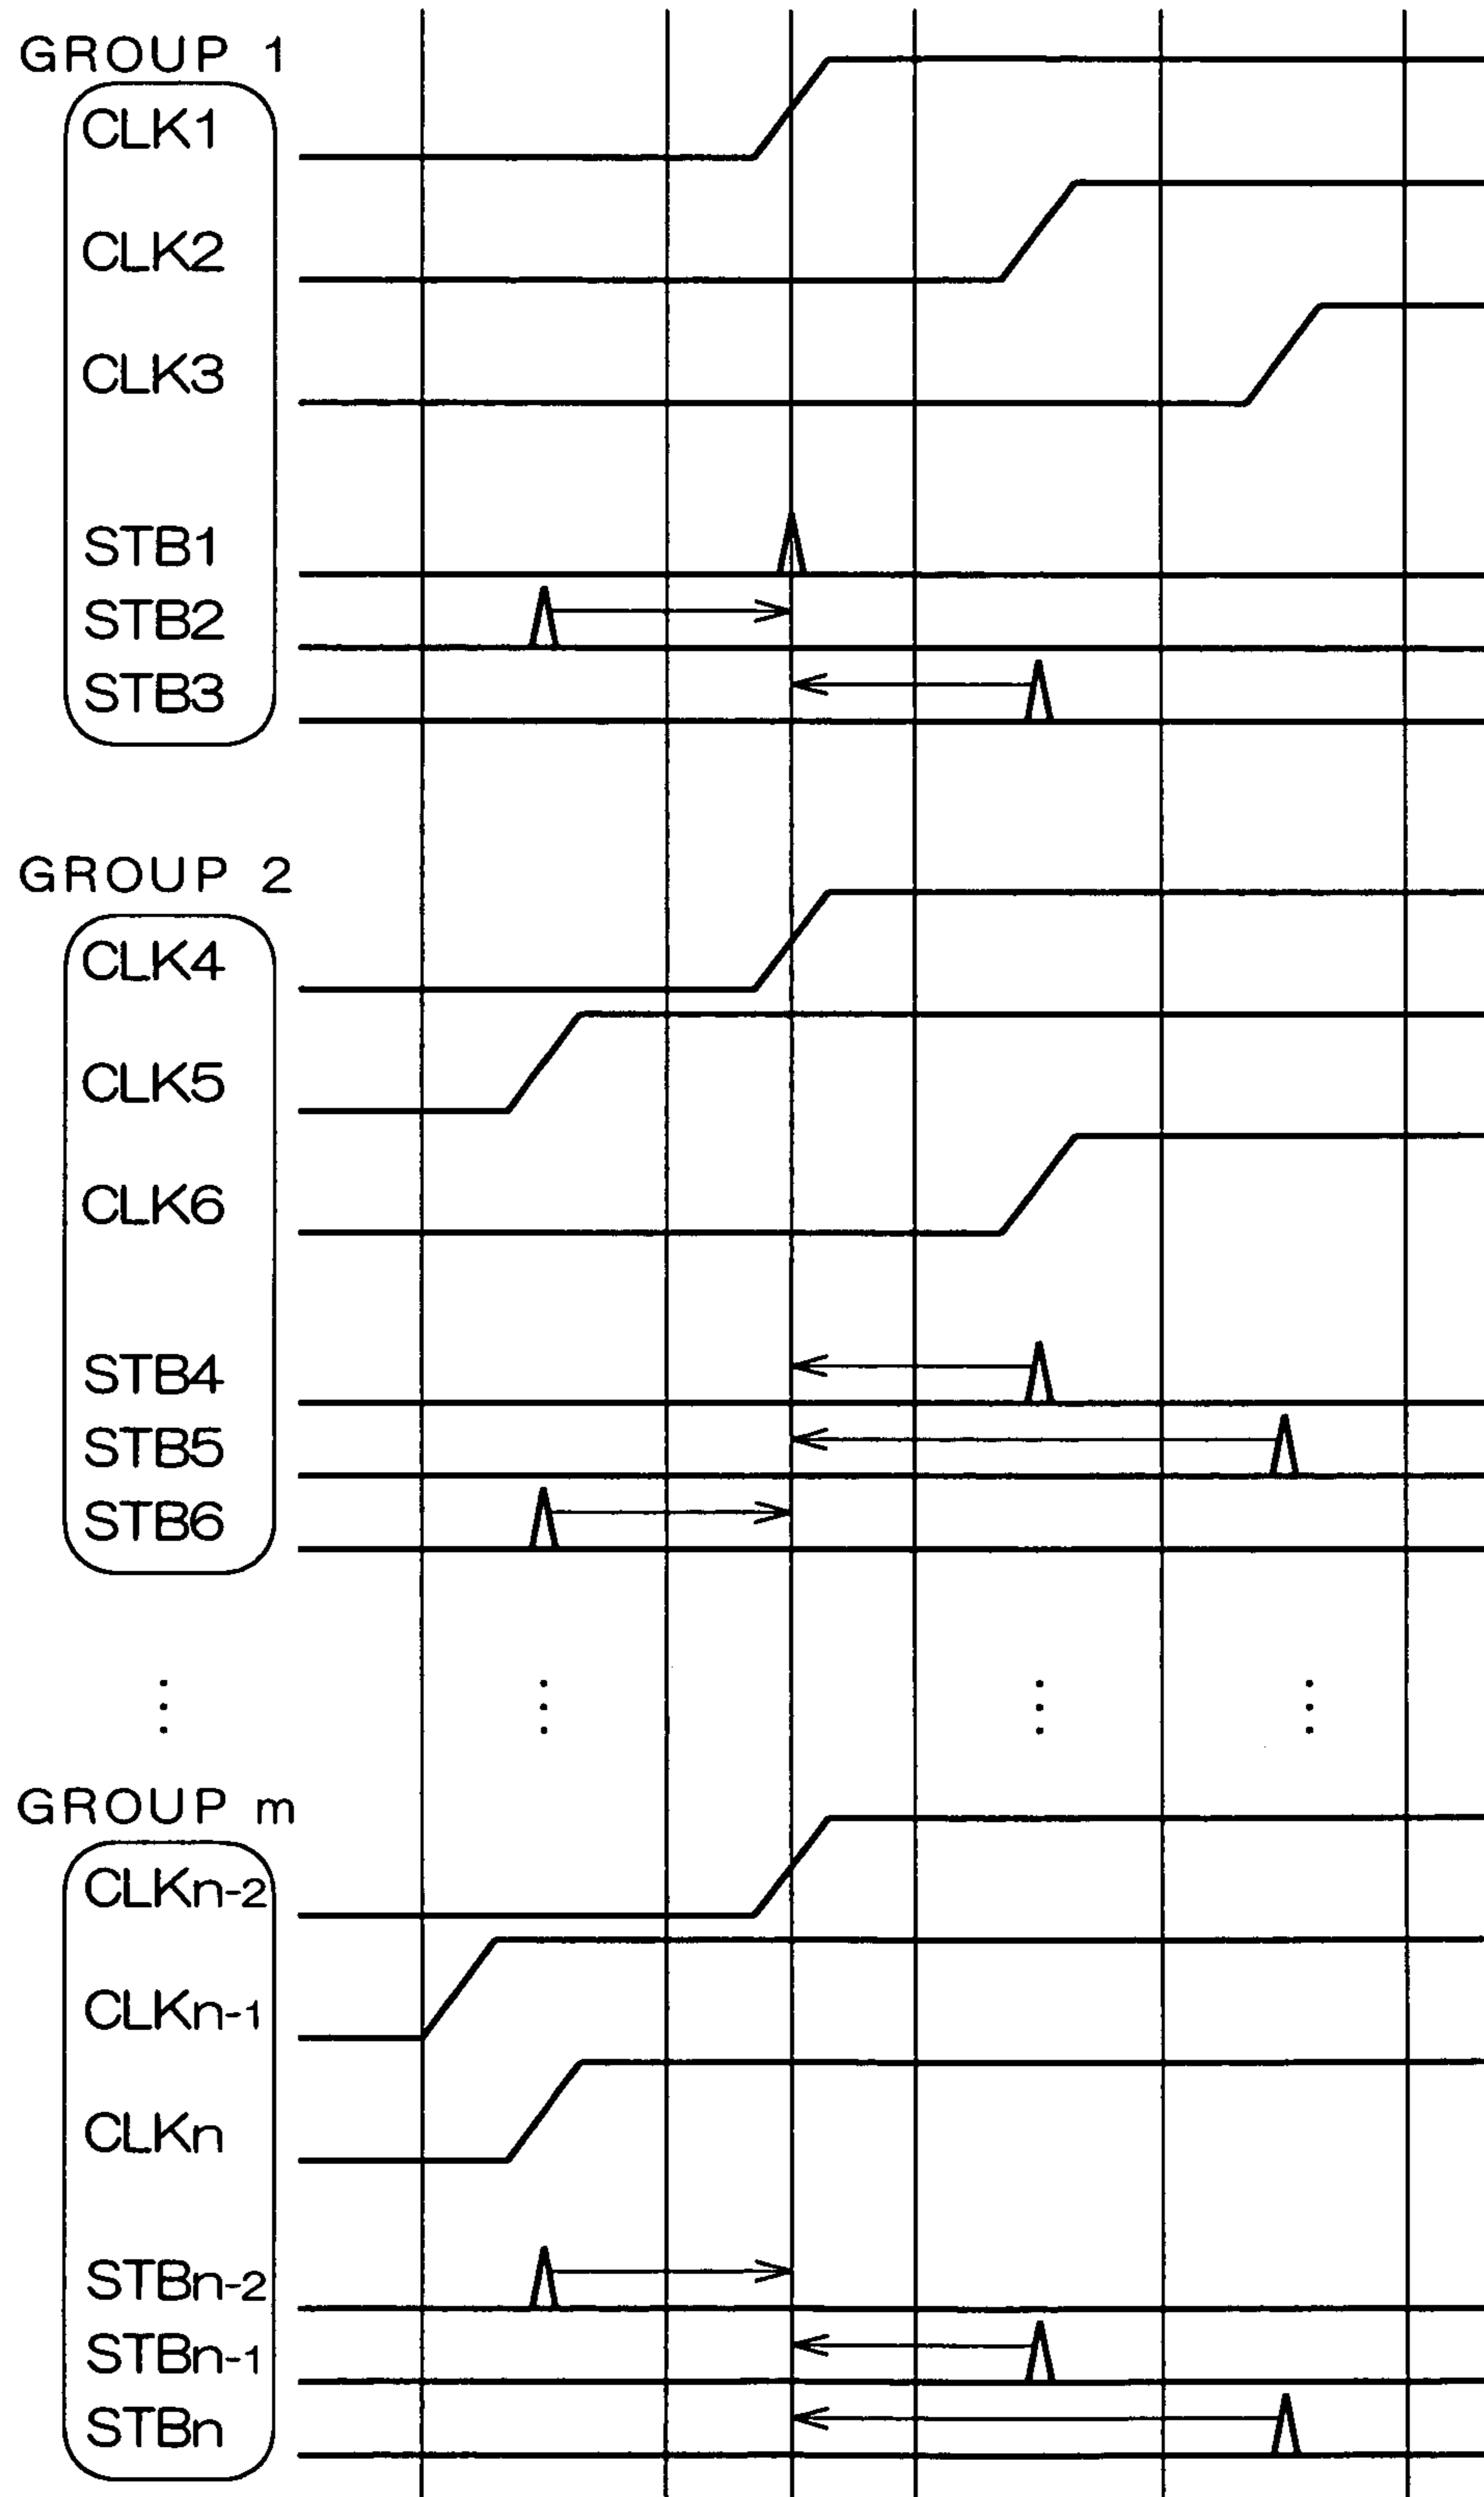 GROUP 1
CLK1
CLK2
CLK3
STB1
STB2
STB3
GROUP 2
CLK4
CLK5
CLK6
STB4
STB5
STB6
GROUP m
CLKn-2
CLKn-1
CLKn
STBn-2
STBn-1
STBn